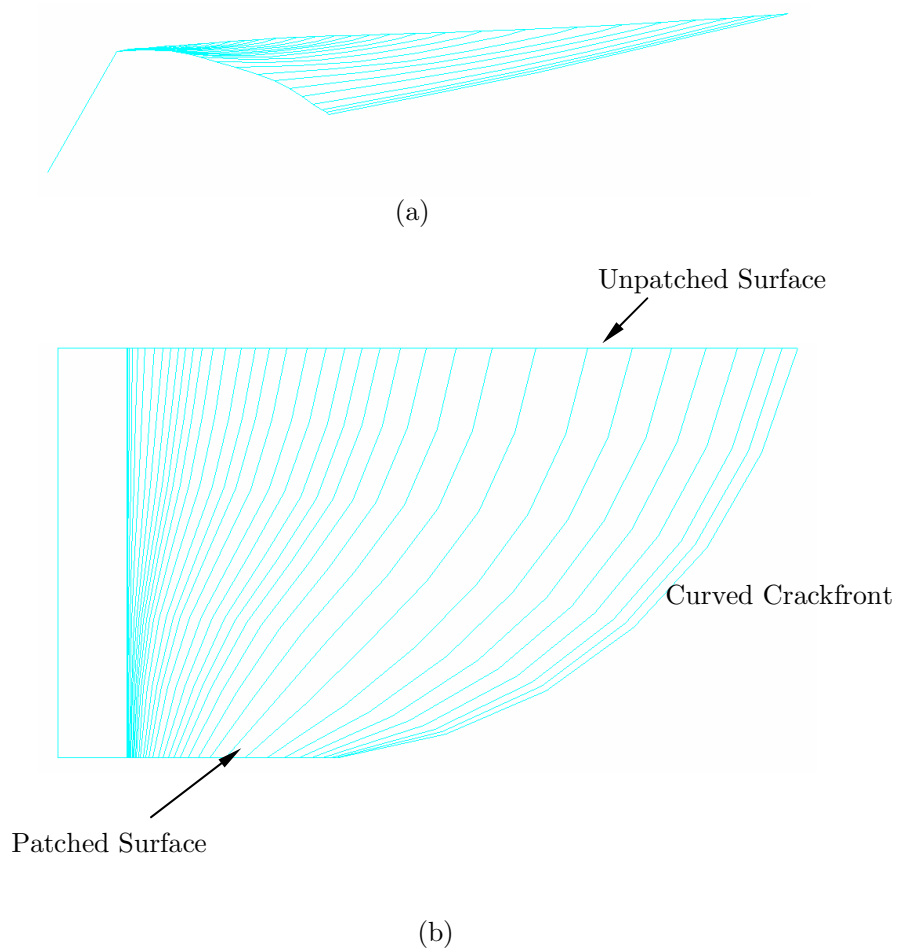 (a)
Unpatched Surface
Curved Crackfront
Patched Surface
(b)